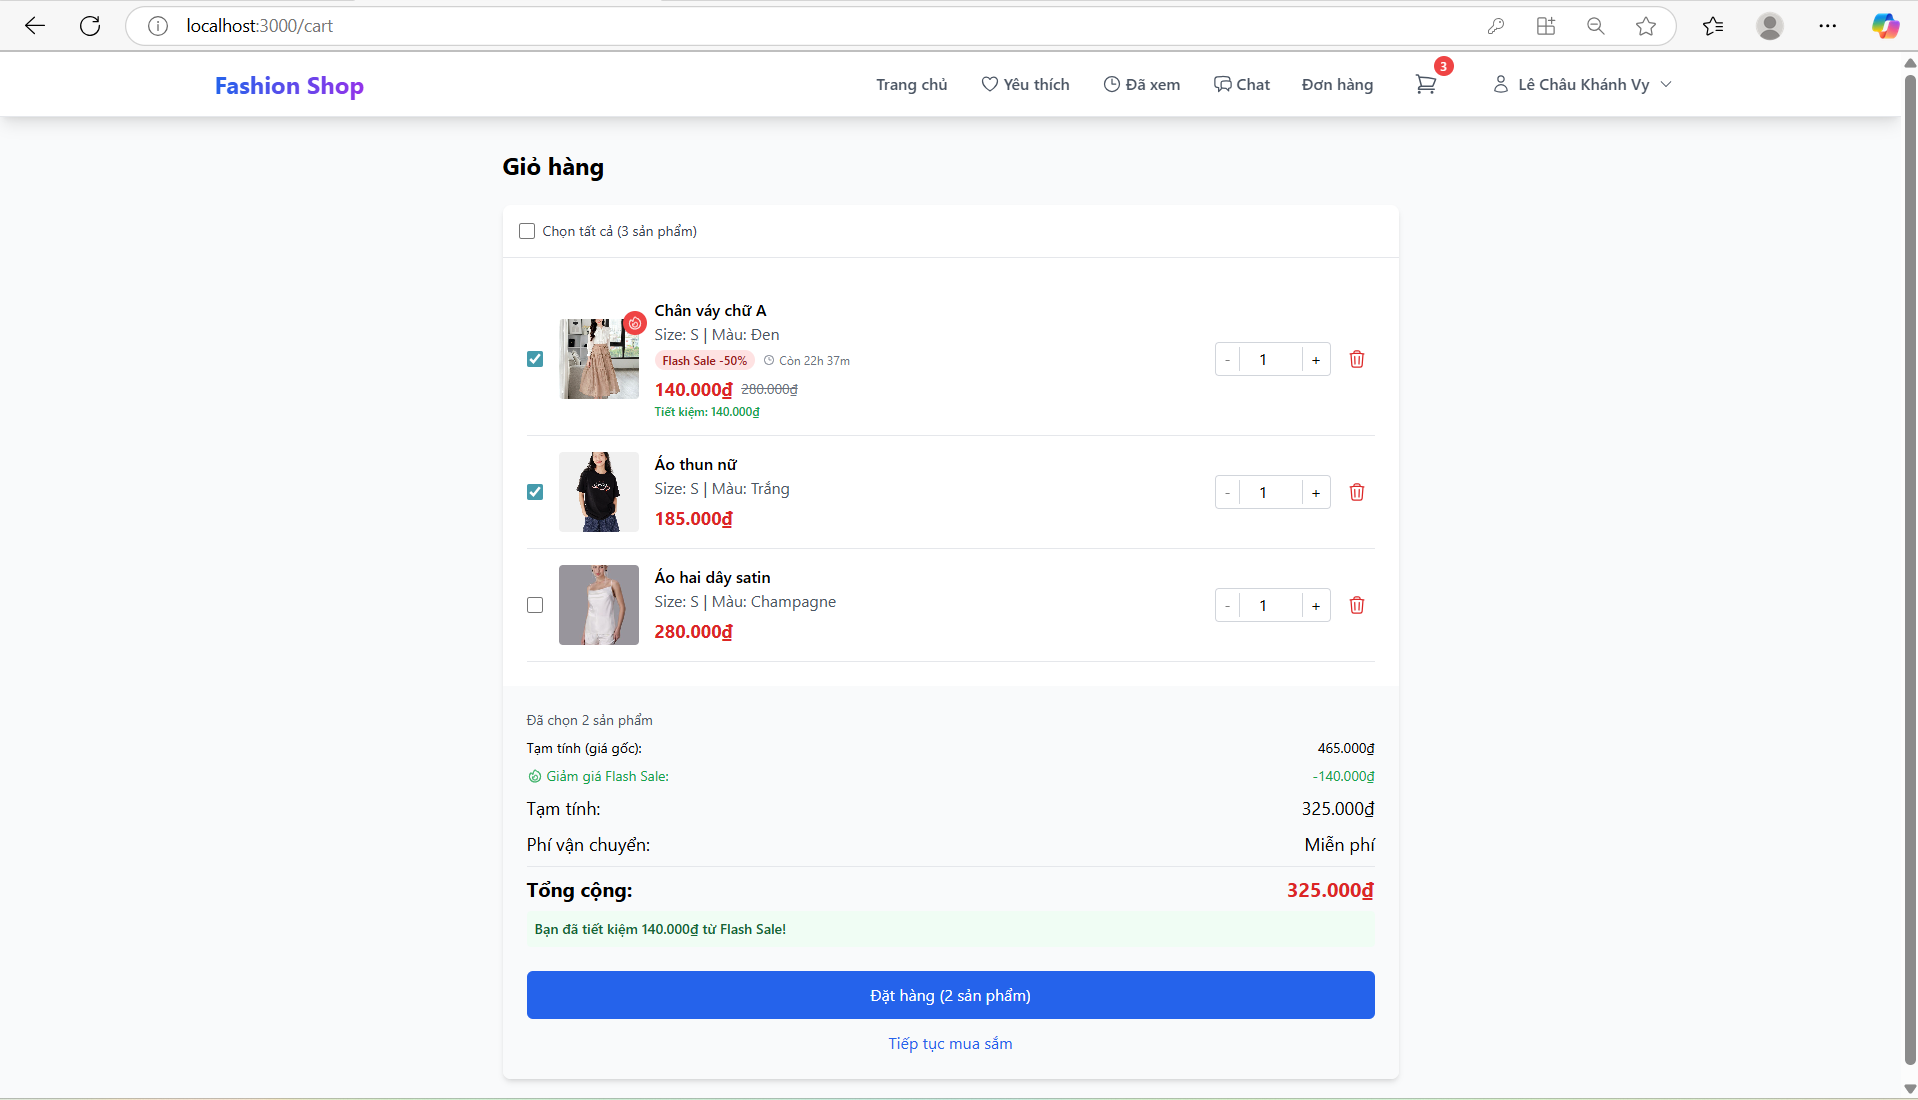 localhost:3000/cart
Fashion Shop
Trang chủ
Yêu thích
Đã xem
Chat
Đơn hàng
3
Lê Châu Khánh Vy
Giỏ hàng
Chọn tất cả (3 sản phẩm)
Chân váy chữ A
Size: S | Màu: Đen
Flash Sale -50% Còn 22h 37m
140.000₫ 280.000₫
Tiết kiệm: 140.000₫
- 1 +
Áo thun nữ
Size: S | Màu: Trắng
185.000₫
- 1 +
Áo hai dây satin
Size: S | Màu: Champagne
280.000₫
- 1 +
Đã chọn 2 sản phẩm
Tạm tính (giá gốc): 465.000₫
Giảm giá Flash Sale: -140.000₫
Tạm tính: 325.000₫
Phí vận chuyển: Miễn phí
Tổng cộng: 325.000₫
Bạn đã tiết kiệm 140.000₫ từ Flash Sale!
Đặt hàng (2 sản phẩm)
Tiếp tục mua sắm